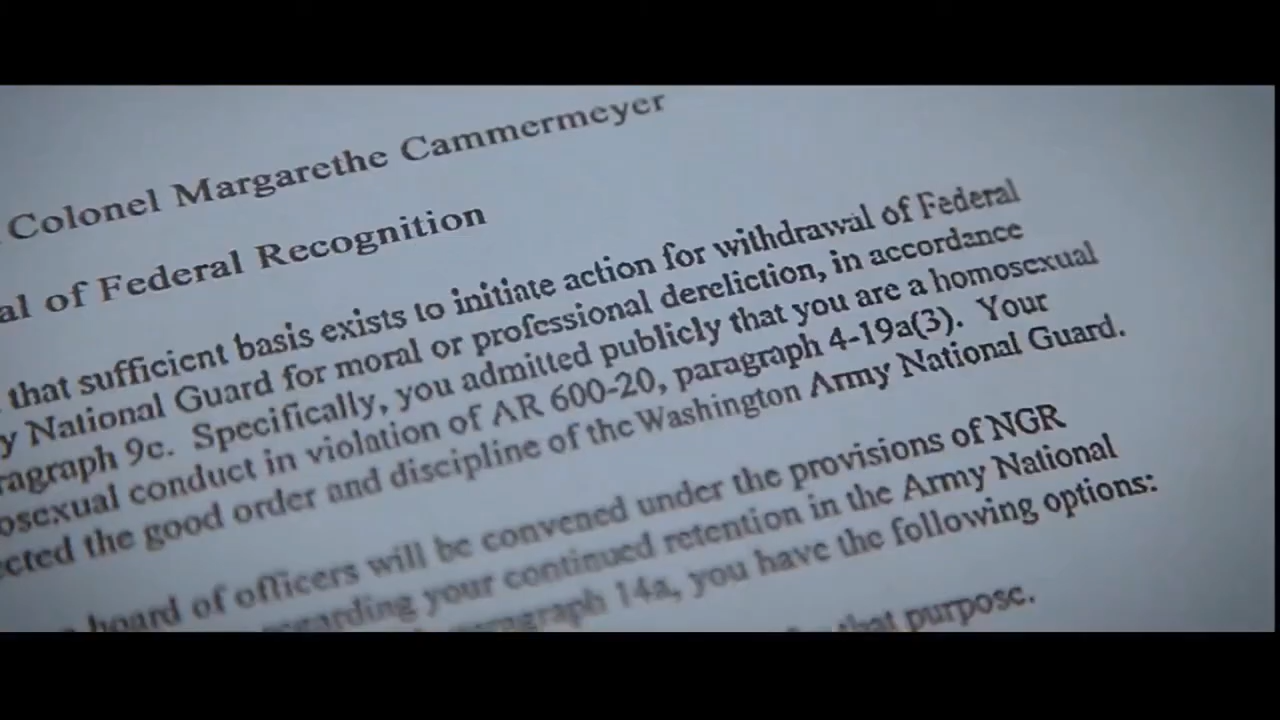 Colonel Margarethe Cammermeyer
al of Federal Recognition
that sufficient basis exists to initiate action for withdrawal of Federal
y National Guard for moral or professional dereliction, in accordance
ragraph 9c. Specifically, you admitted publicly that you are a homosexual
osexual conduct in violation of AR 600-20, paragraph 4-19a(3). Your
ected the good order and discipline of the Washington Army National Guard.
board of officers will be convened under the provisions of NGR
egarding your continued retention in the Army National
paragraph 14a, you have the following options:
that purpose.